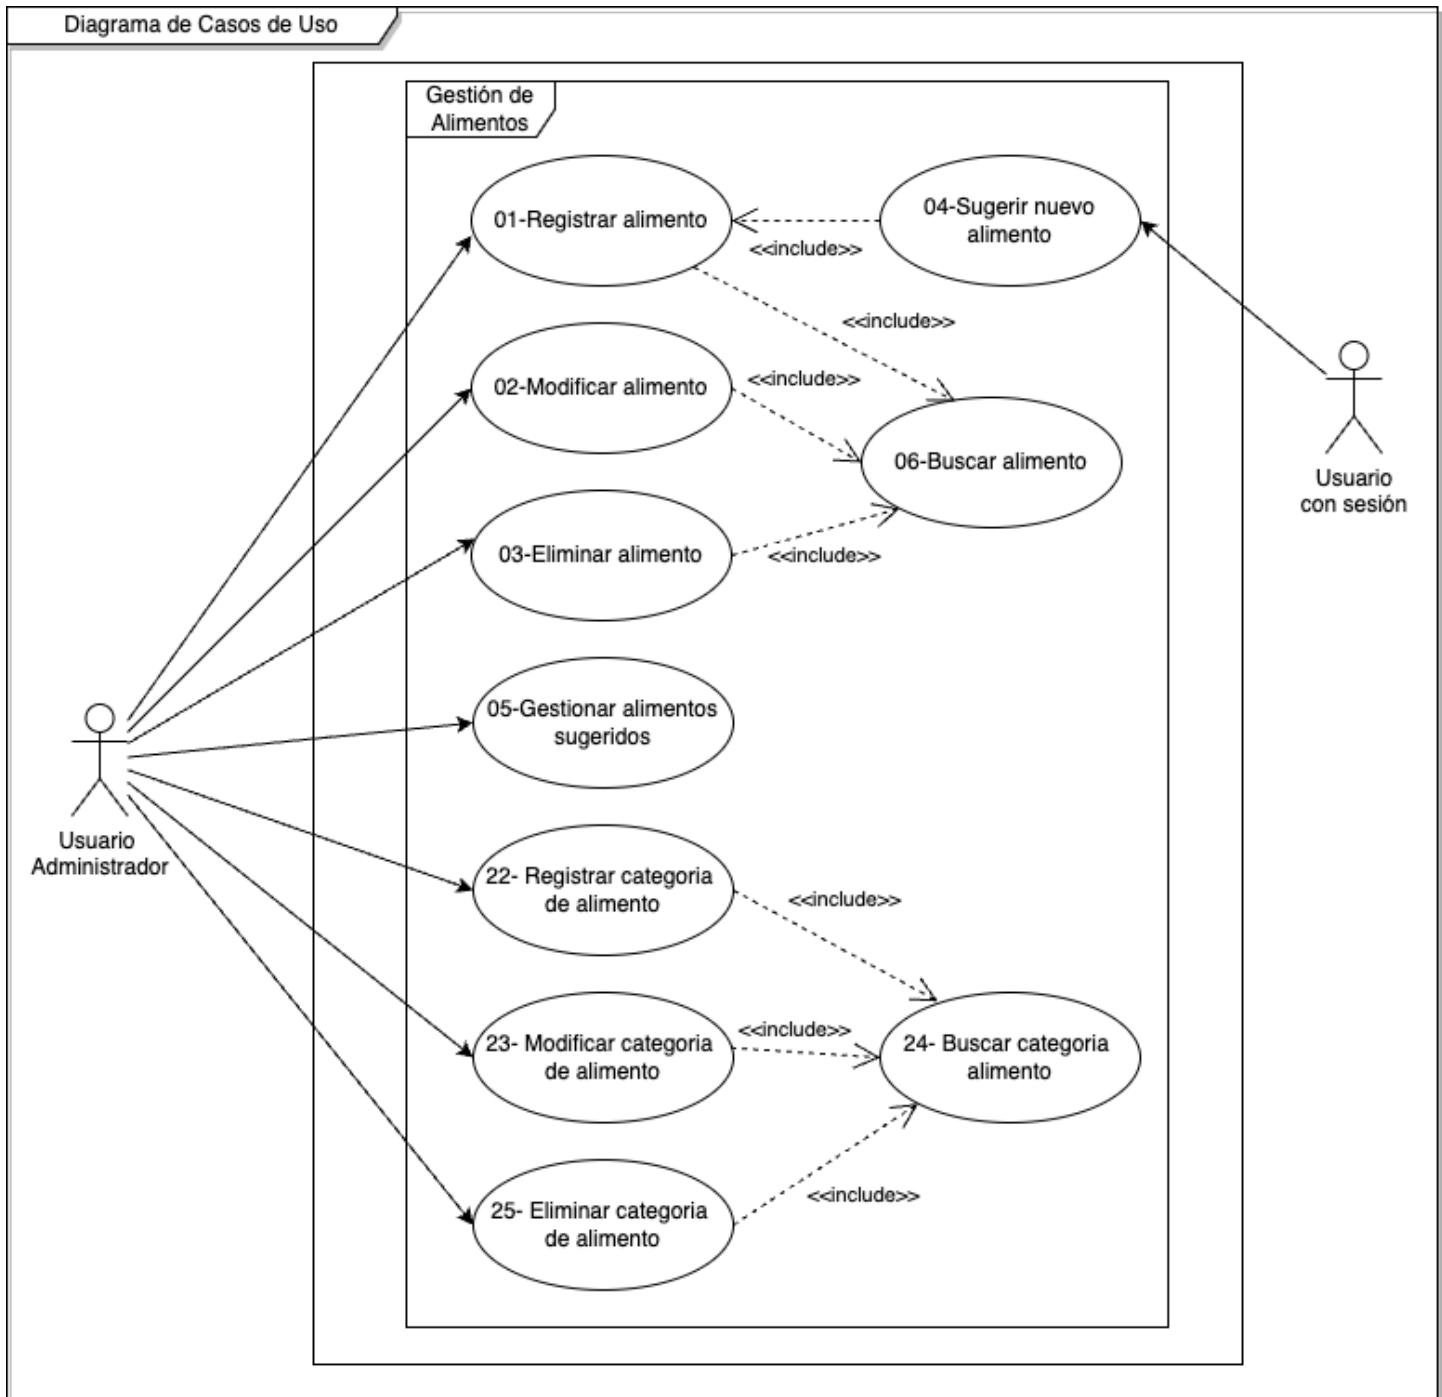 Diagrama de Casos de Uso
Gestión de
Alimentos
01-Registrar alimento
<<include>>
04-Sugerir nuevo
alimento
<<include>>
02-Modificar alimento
<<include>>
06-Buscar alimento
Usuario
con sesión
03-Eliminar alimento
<<include>>
05-Gestionar alimentos
sugeridos
Usuario
Administrador
22- Registrar categoria
de alimento
<<include>>
23- Modificar categoria
de alimento
<<include>>
24- Buscar categoria
alimento
25- Eliminar categoria
de alimento
<<include>>